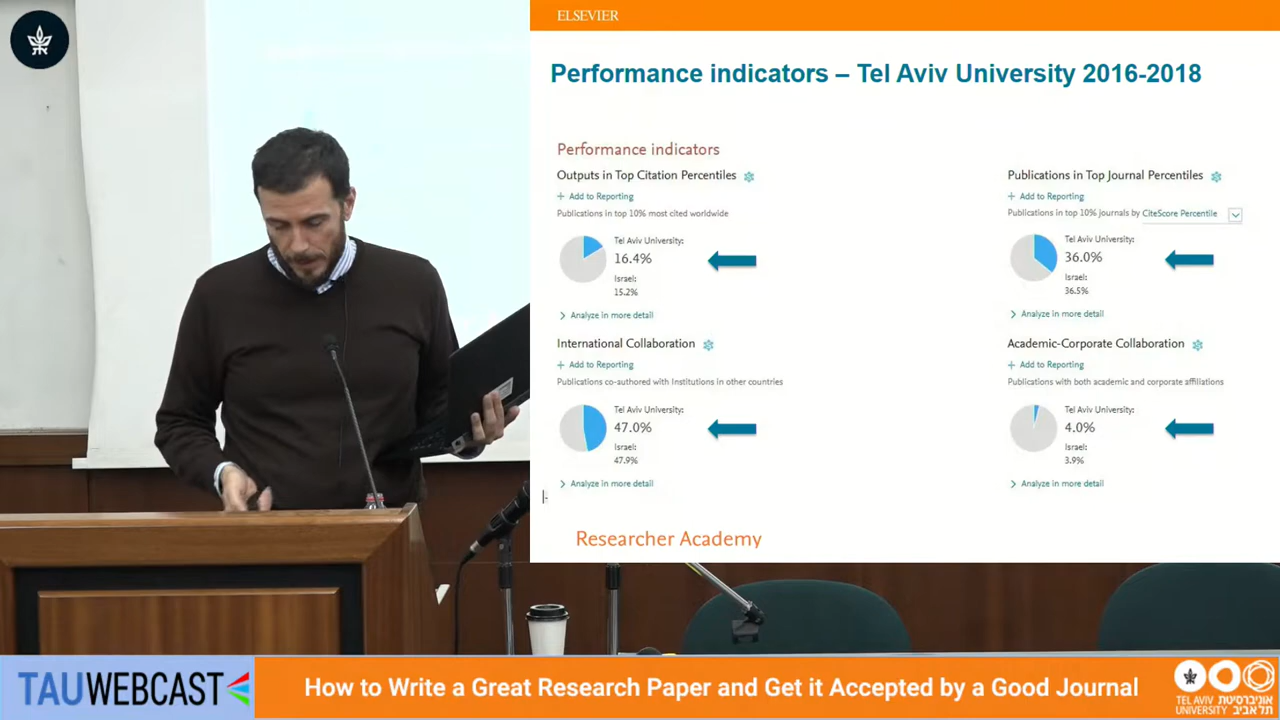 ELSEVIER
Performance indicators – Tel Aviv University 2016-2018
Performance indicators
Outputs in Top Citation Percentiles
+ Add to Reporting
Publications in top 10% most cited worldwide
Tel Aviv University:
16.4%
Israel:
15.2%
Analyze in more detail
Publications in Top Journal Percentiles
+ Add to Reporting
Publications in top 10% journals by CiteScore Percentile
Tel Aviv University:
36.0%
Israel:
36.5%
Analyze in more detail
International Collaboration
+ Add to Reporting
Publications co-authored with Institutions in other countries
Tel Aviv University:
47.0%
Israel:
47.9%
Analyze in more detail
Academic-Corporate Collaboration
+ Add to Reporting
Publications with both academic and corporate affiliations
Tel Aviv University:
4.0%
Israel:
3.9%
Analyze in more detail
Researcher Academy
TAUWEBCAST
How to Write a Great Research Paper and Get it Accepted by a Good Journal
TEL AVIV אוניברסיטת
UNIVERSITY תל אביב